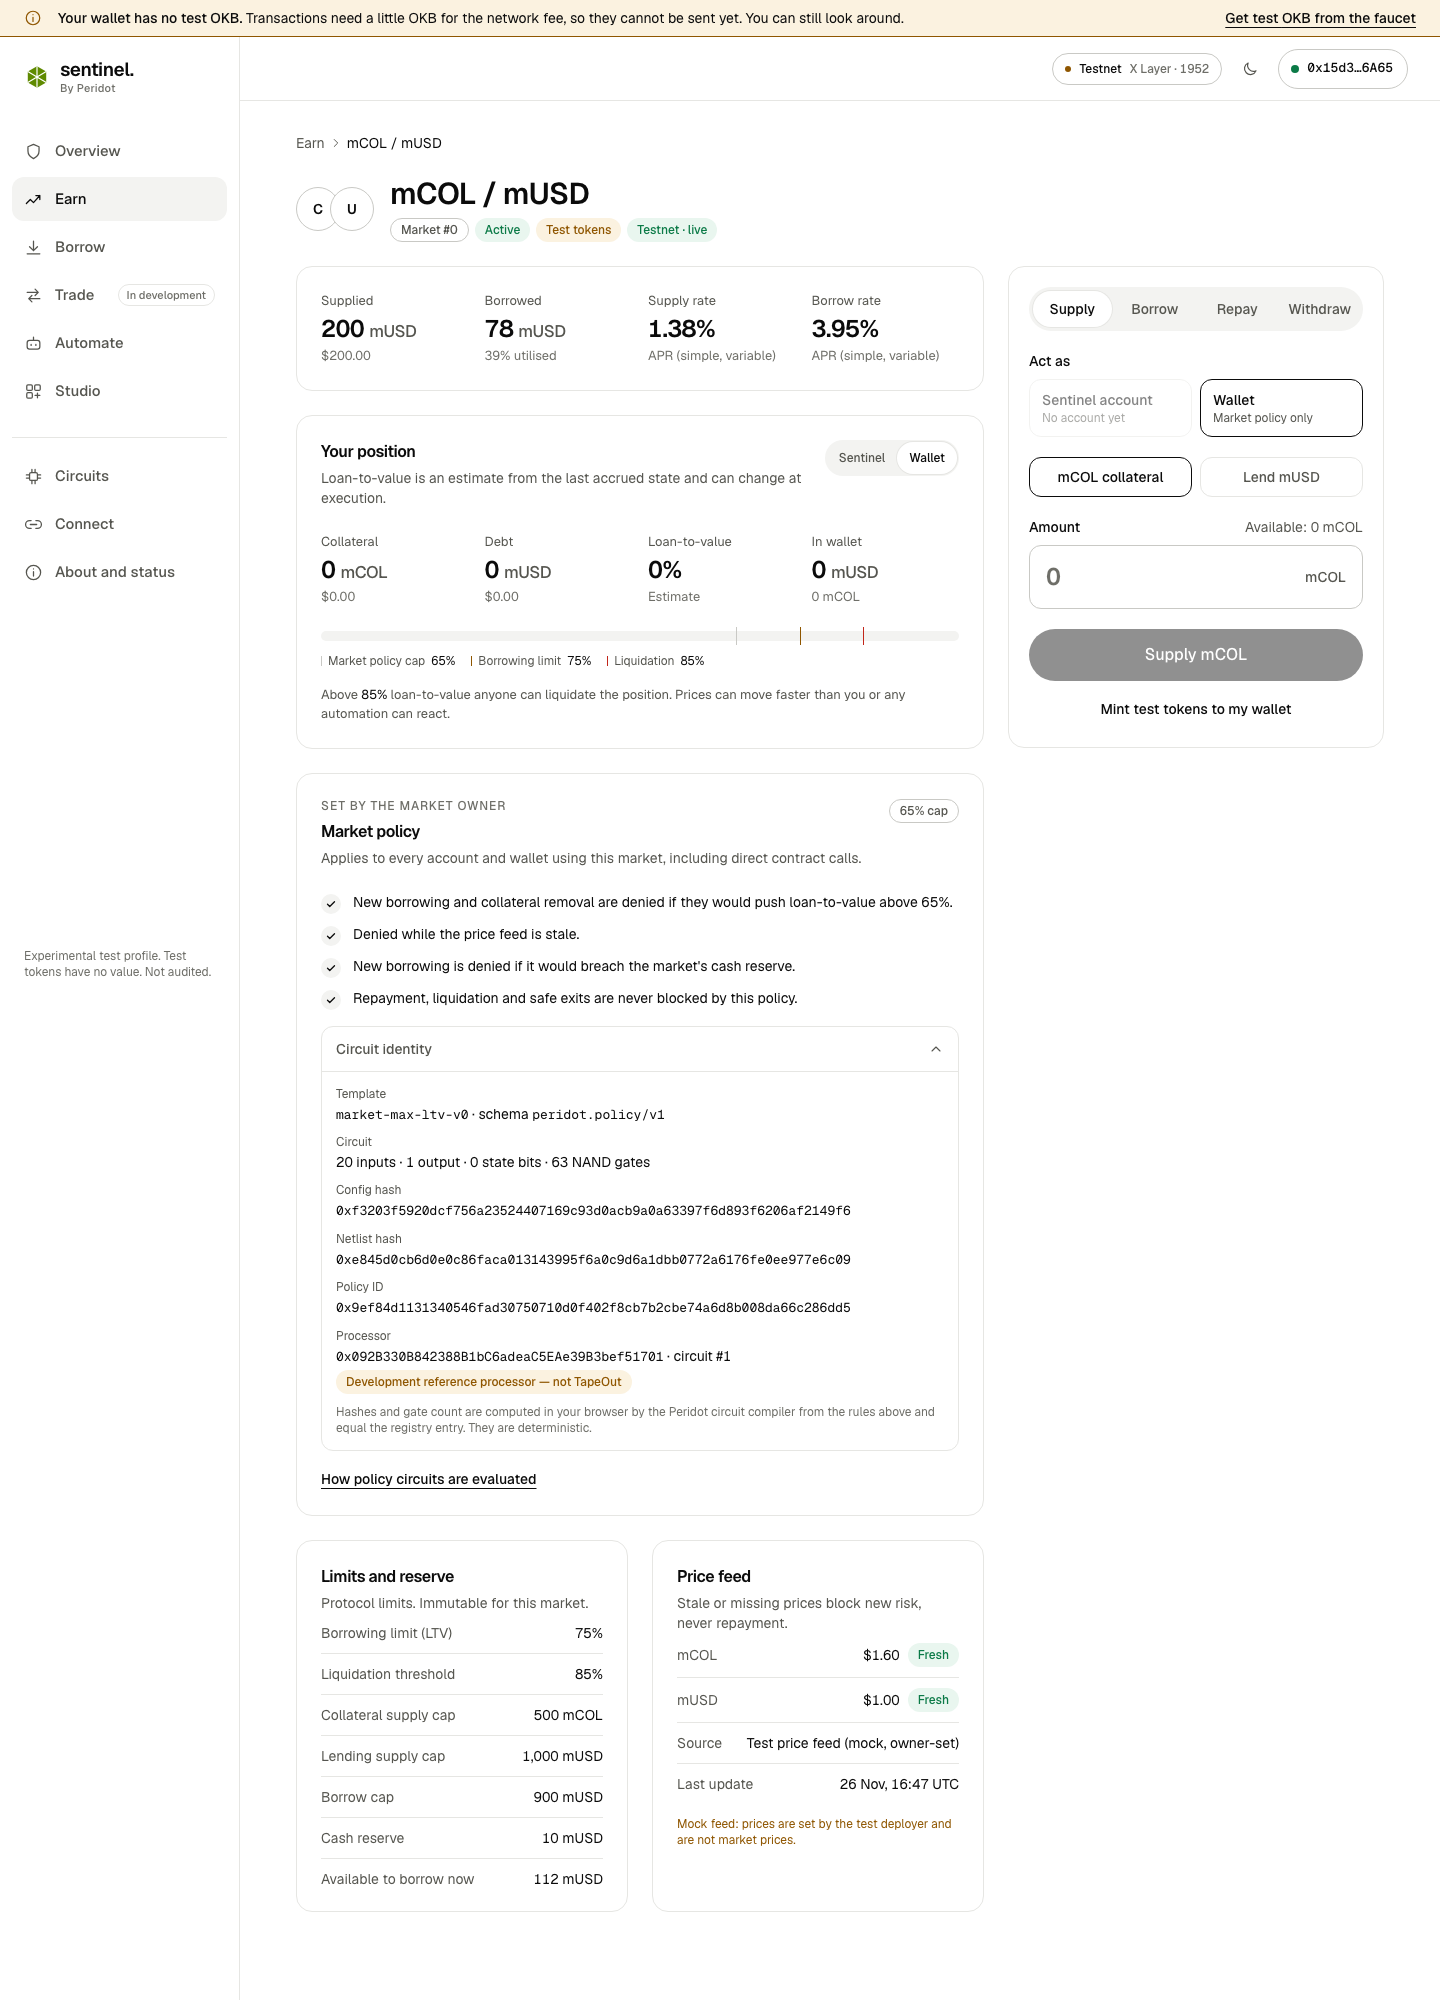 Your wallet has no test OKB. Transactions need a little OKB for the network fee, so they cannot be sent yet. You can still look around.
Get test OKB from the faucet
sentinel.
By Peridot
Testnet X Layer · 1952
0x15d3…6A65
Overview
Earn
Borrow
Trade
In development
Automate
Studio
Circuits
Connect
About and status
Experimental test profile. Test
tokens have no value. Not audited.
Earn > mCOL / mUSD
C
U
mCOL / mUSD
Market #0
Active
Test tokens
Testnet · live
Supplied
200 mUSD
$200.00
Borrowed
78 mUSD
39% utilised
Supply rate
1.38%
APR (simple, variable)
Borrow rate
3.95%
APR (simple, variable)
Your position
Loan-to-value is an estimate from the last accrued state and can change at
execution.
Sentinel
Wallet
Collateral
0 mCOL
$0.00
Debt
0 mUSD
$0.00
Loan-to-value
0%
Estimate
In wallet
0 mUSD
0 mCOL
Market policy cap 65%
Borrowing limit 75%
Liquidation 85%
Above 85% loan-to-value anyone can liquidate the position. Prices can move faster than you or any
automation can react.
Supply
Borrow
Repay
Withdraw
Act as
Sentinel account
No account yet
Wallet
Market policy only
mCOL collateral
Lend mUSD
Amount
Available: 0 mCOL
0
mCOL
Supply mCOL
Mint test tokens to my wallet
SET BY THE MARKET OWNER
Market policy
65% cap
Applies to every account and wallet using this market, including direct contract calls.
New borrowing and collateral removal are denied if they would push loan-to-value above 65%.
Denied while the price feed is stale.
New borrowing is denied if it would breach the market's cash reserve.
Repayment, liquidation and safe exits are never blocked by this policy.
Circuit identity
Template
market-max-ltv-v0 · schema peridot.policy/v1
Circuit
20 inputs · 1 output · 0 state bits · 63 NAND gates
Config hash
0xf3203f5920dcf756a23524407169c93d0acb9a0a63397f6d893f6206af2149f6
Netlist hash
0xe845d0cb6d0e0c86faca013143995f6a0c9d6a1dbb0772a6176fe0ee977e6c09
Policy ID
0x9ef84d1131340546fad30750710d0f402f8cb7b2cbe74a6d8b008da66c286dd5
Processor
0x092B330B842388B1bC6adeaC5EAe39B3bef51701 · circuit #1
Development reference processor — not TapeOut
Hashes and gate count are computed in your browser by the Peridot circuit compiler from the rules above and
equal the registry entry. They are deterministic.
How policy circuits are evaluated
Limits and reserve
Protocol limits. Immutable for this market.
Borrowing limit (LTV) 75%
Liquidation threshold 85%
Collateral supply cap 500 mCOL
Lending supply cap 1,000 mUSD
Borrow cap 900 mUSD
Cash reserve 10 mUSD
Available to borrow now 112 mUSD
Price feed
Stale or missing prices block new risk,
never repayment.
mCOL $1.60 Fresh
mUSD $1.00 Fresh
Source Test price feed (mock, owner-set)
Last update 26 Nov, 16:47 UTC
Mock feed: prices are set by the test deployer and
are not market prices.